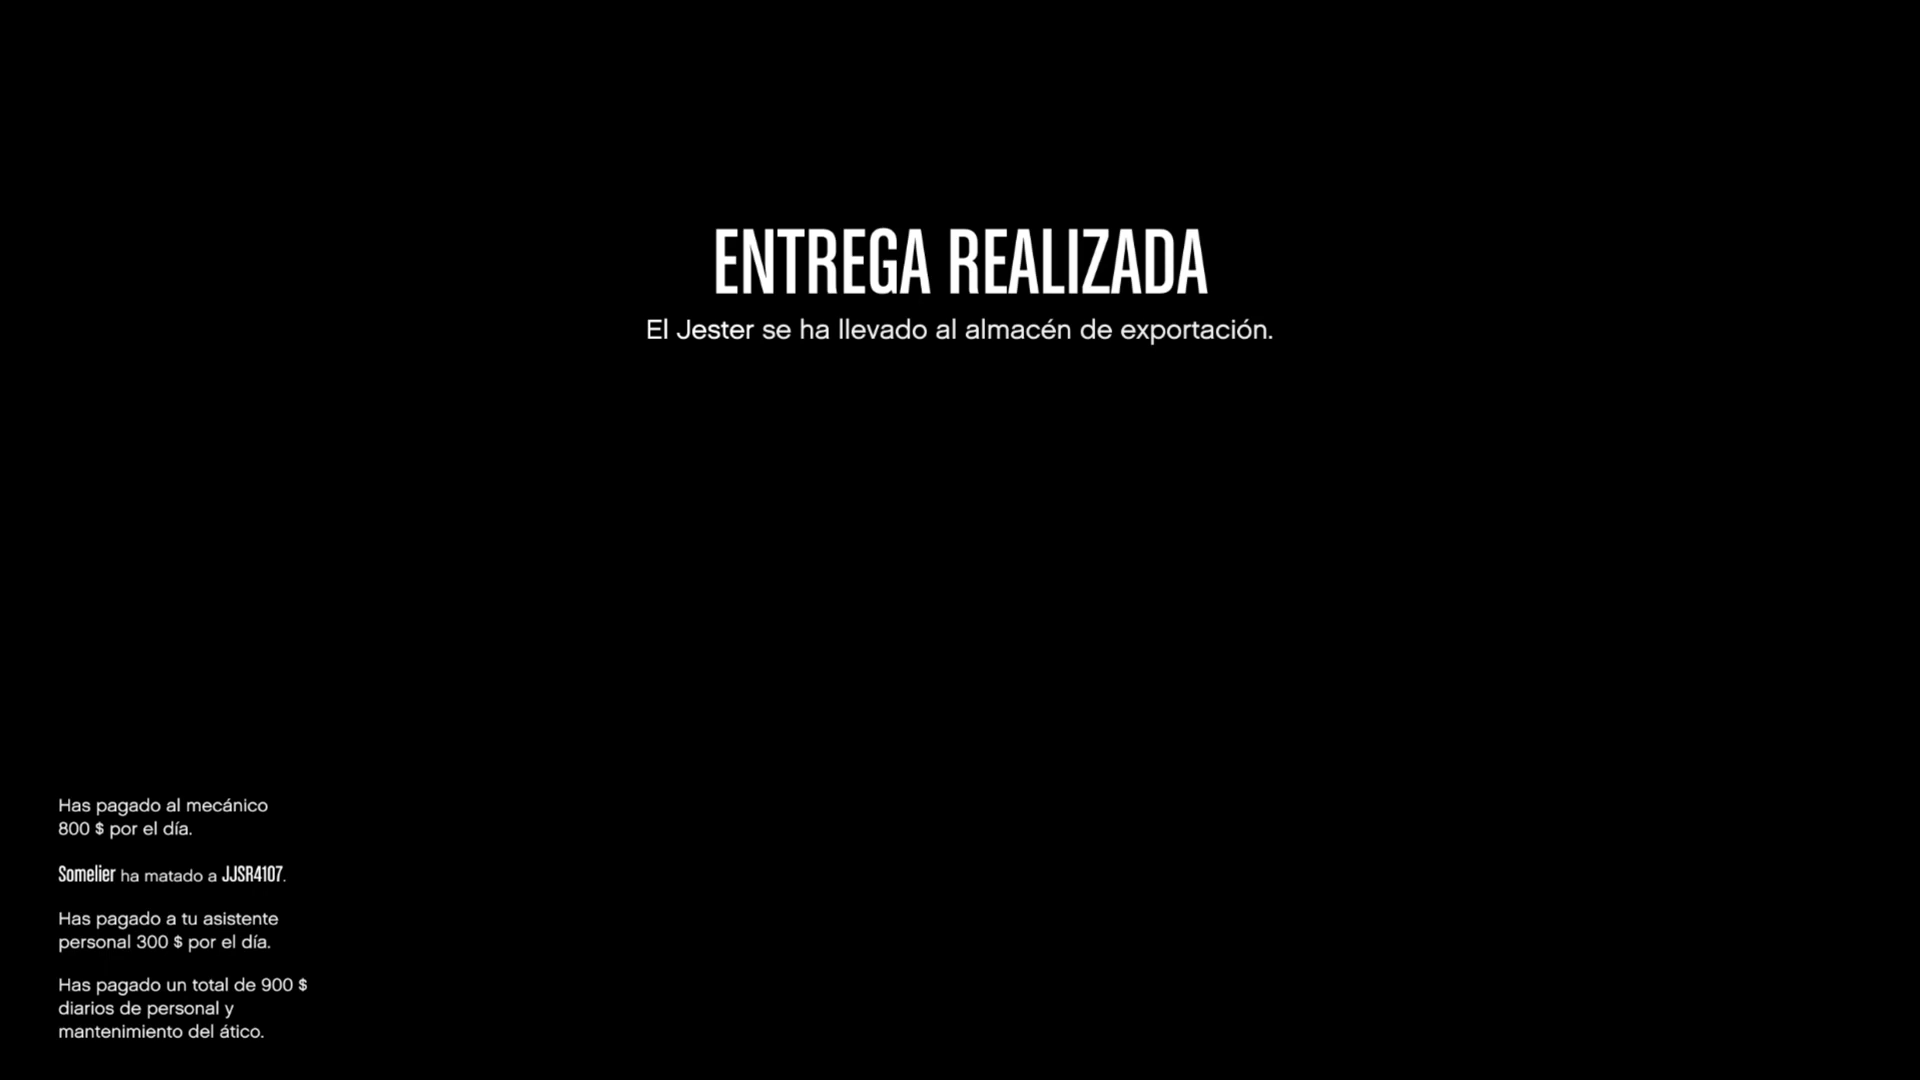 ENTREGA REALIZADA
El Jester se ha llevado al almacén de exportación.
Has pagado al mecánico
800 $ por el día.
Somelier ha matado a JJSR4107.
Has pagado a tu asistente
personal 300 $ por el día.
Has pagado un total de 900 $
diarios de personal y
mantenimiento del ático.